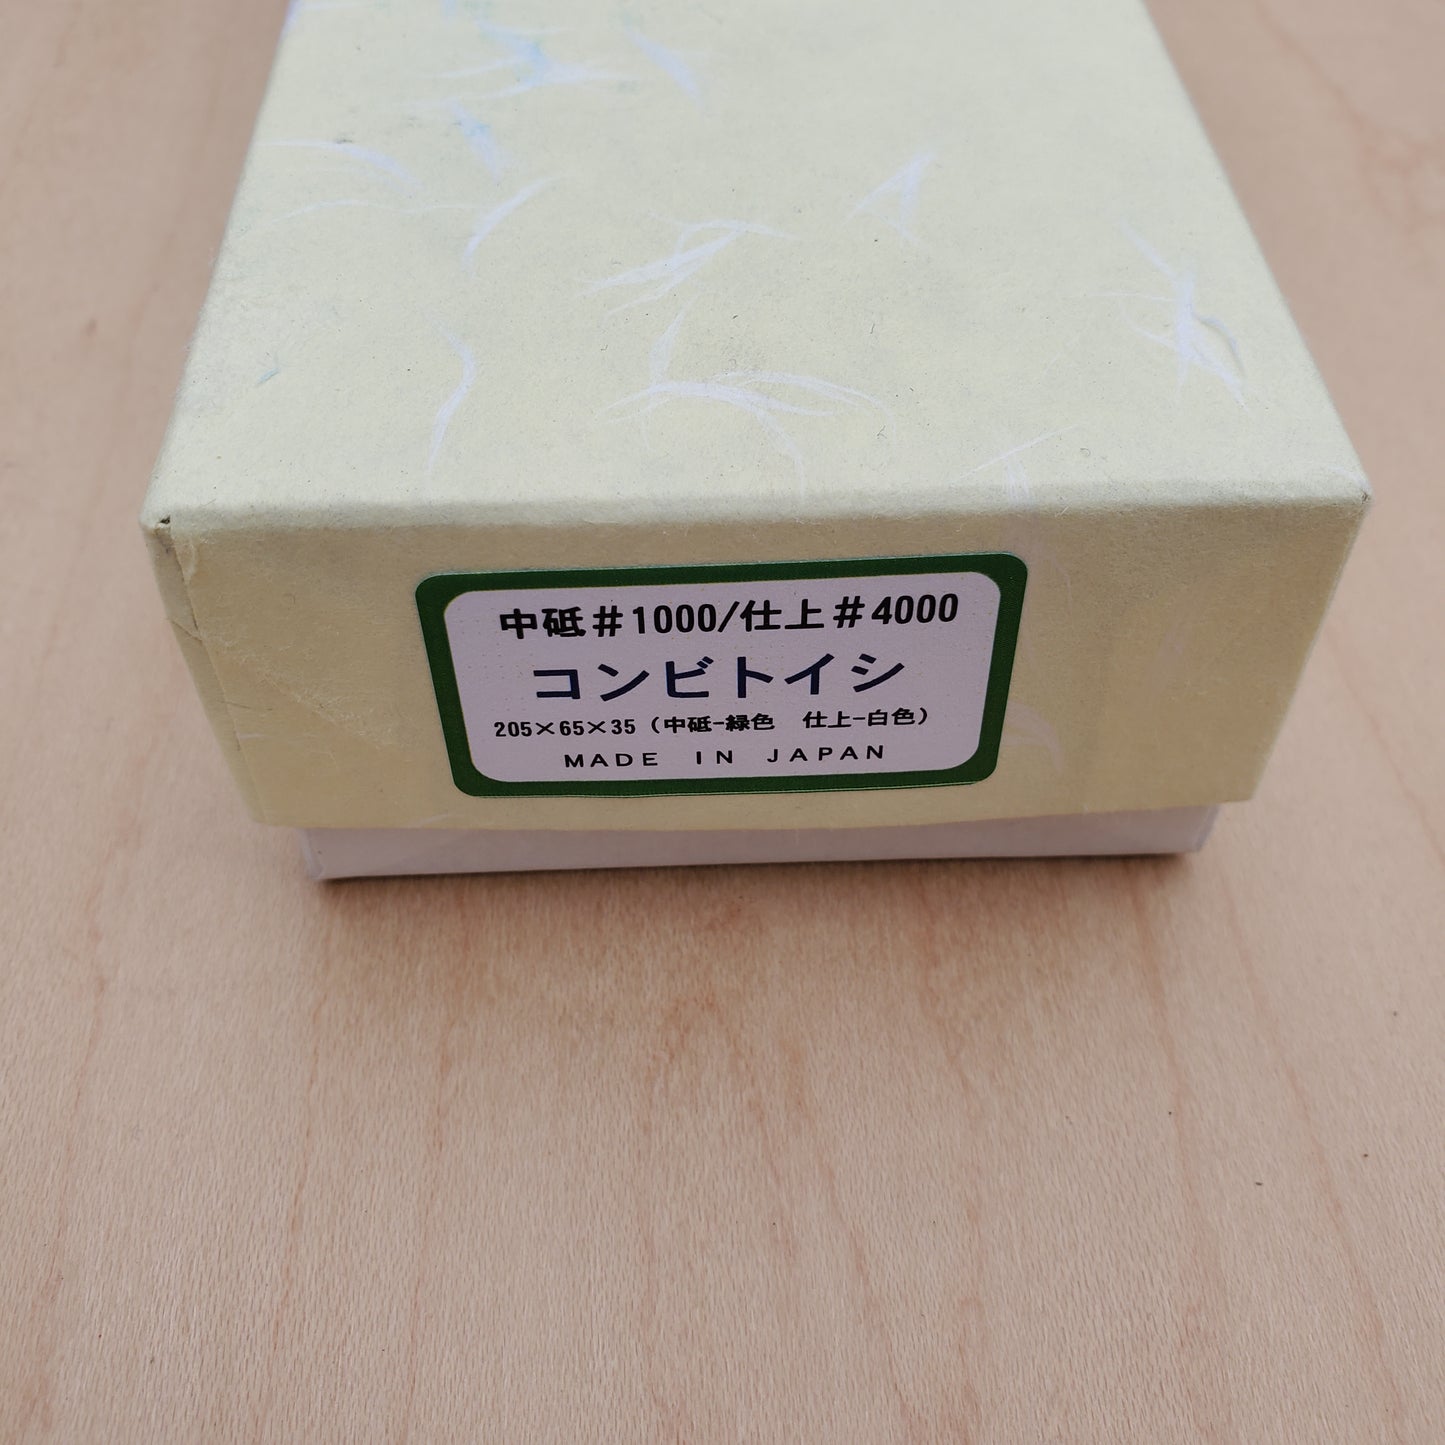 中砥＃1000/仕上＃4000
コンビトイシ
205×65×35（中砥-緑色　仕上-白色）
MADE IN JAPAN